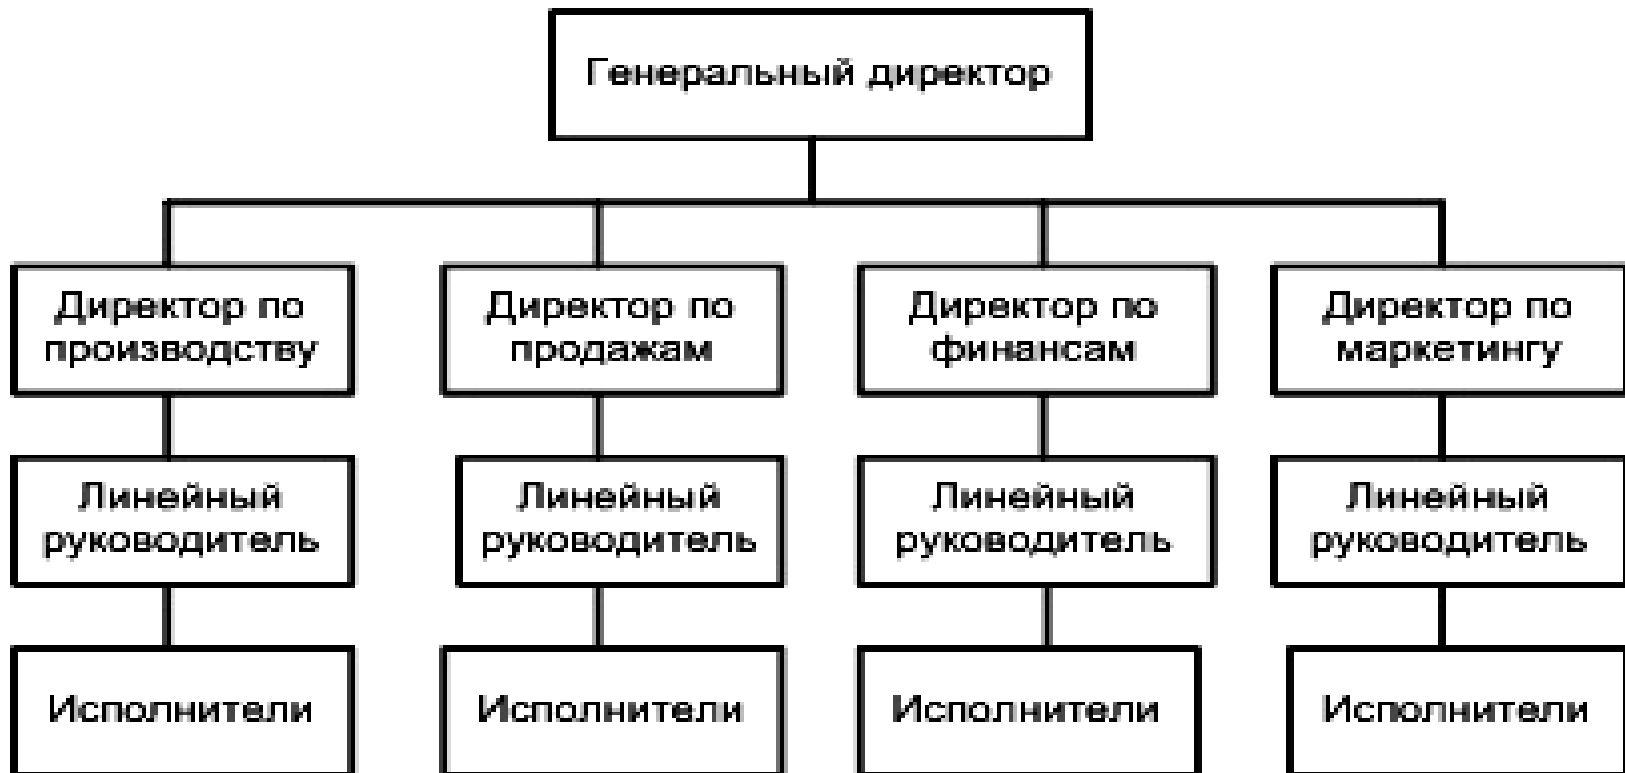 Генеральный директор
Директор по
производству
Директор по
продажам
Директор по
финансам
Директор по
маркетингу
Линейный
руководитель
Линейный
руководитель
Линейный
руководитель
Линейный
руководитель
Исполнители
Исполнители
Исполнители
Исполнители